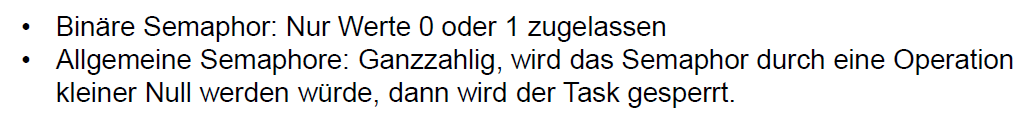 • Binäre Semaphor: Nur Werte 0 oder 1 zugelassen
• Allgemeine Semaphore: Ganzzahlig, wird das Semaphor durch eine Operation
kleiner Null werden würde, dann wird der Task gesperrt.